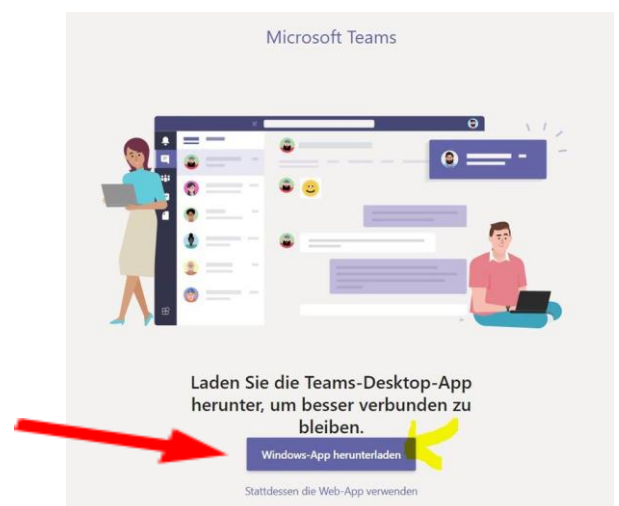 Microsoft Teams
Laden Sie die Teams-Desktop-App
herunter, um besser verbunden zu
bleiben.
Windows-App herunterladen
Stattdessen die Web-App verwenden